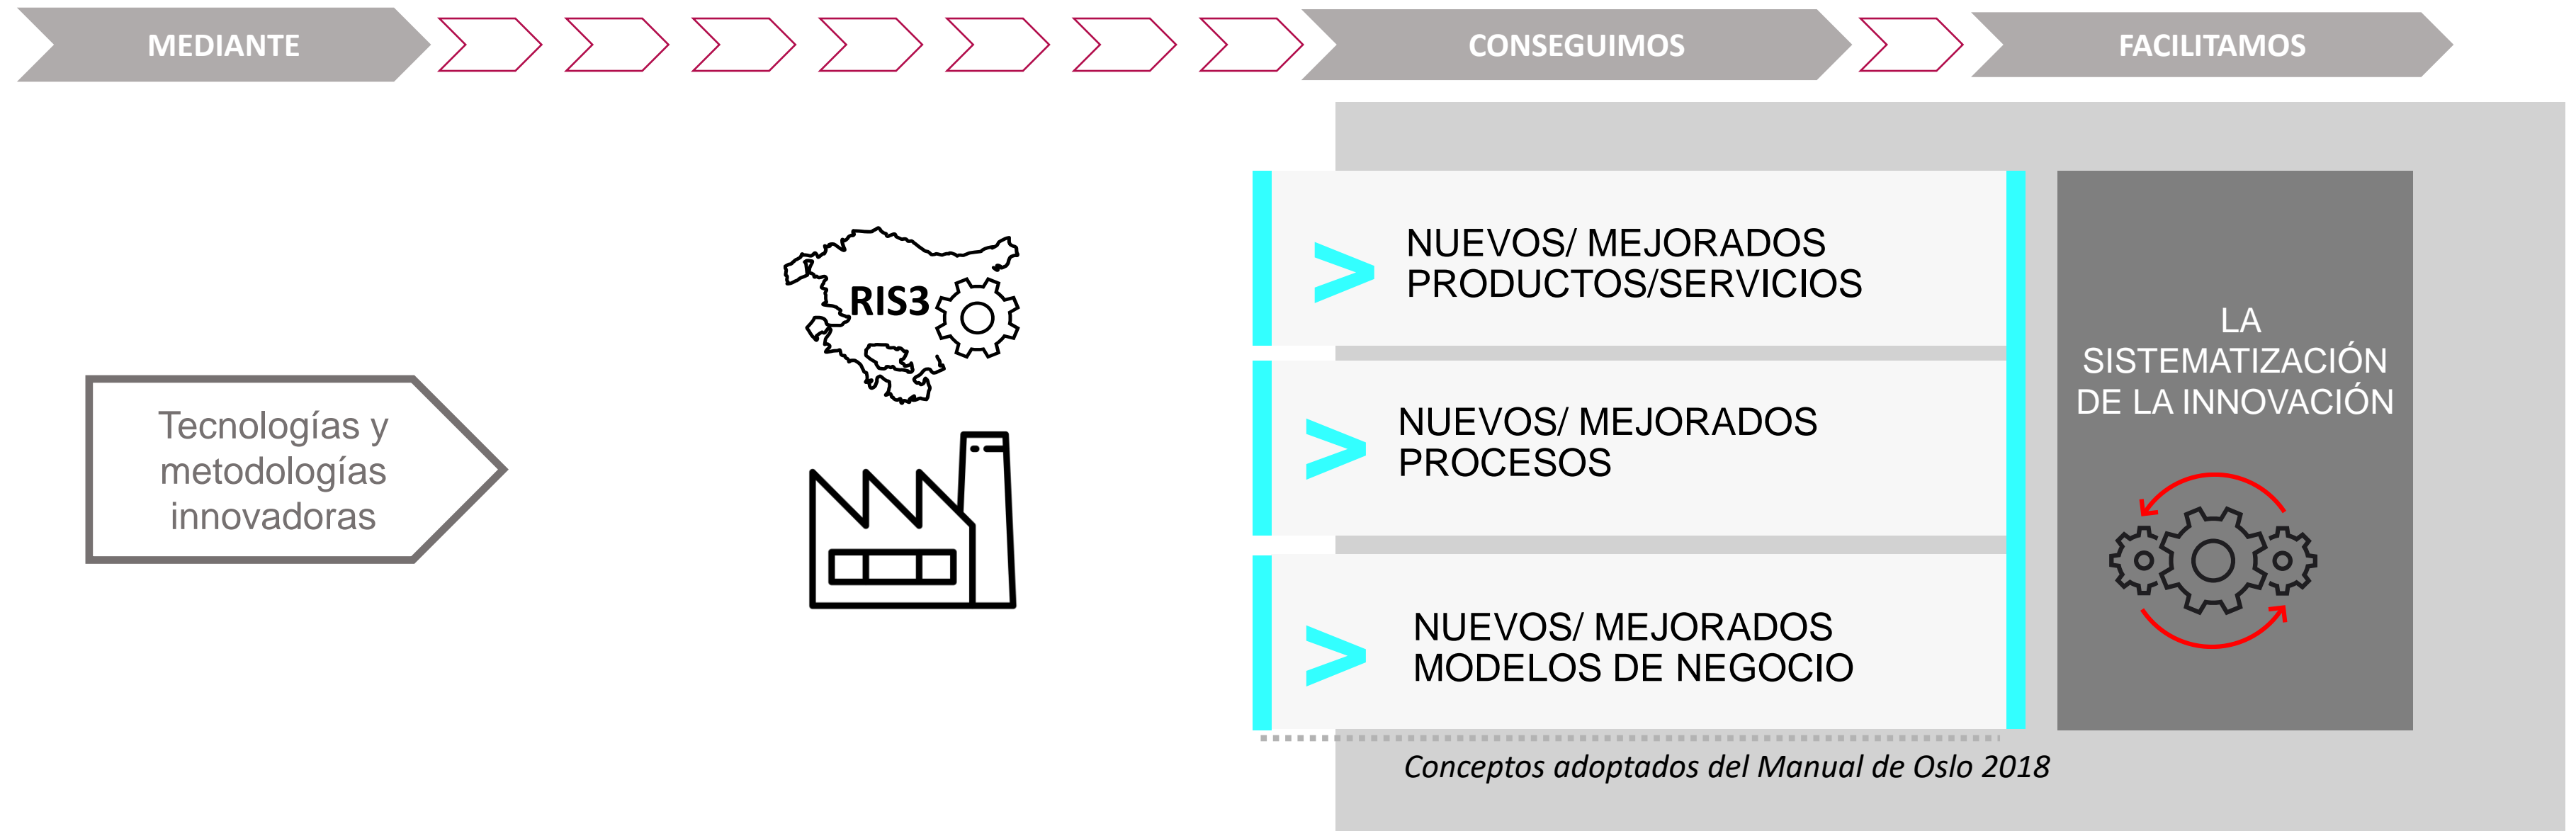 MEDIANTE
CONSEGUIMOS
FACILITAMOS
Tecnologías y
metodologías
innovadoras
RIS3
> NUEVOS/ MEJORADOS
PRODUCTOS/SERVICIOS
> NUEVOS/ MEJORADOS
PROCESOS
> NUEVOS/ MEJORADOS
MODELOS DE NEGOCIO
Conceptos adoptados del Manual de Oslo 2018
LA
SISTEMATIZACIÓN
DE LA INNOVACIÓN